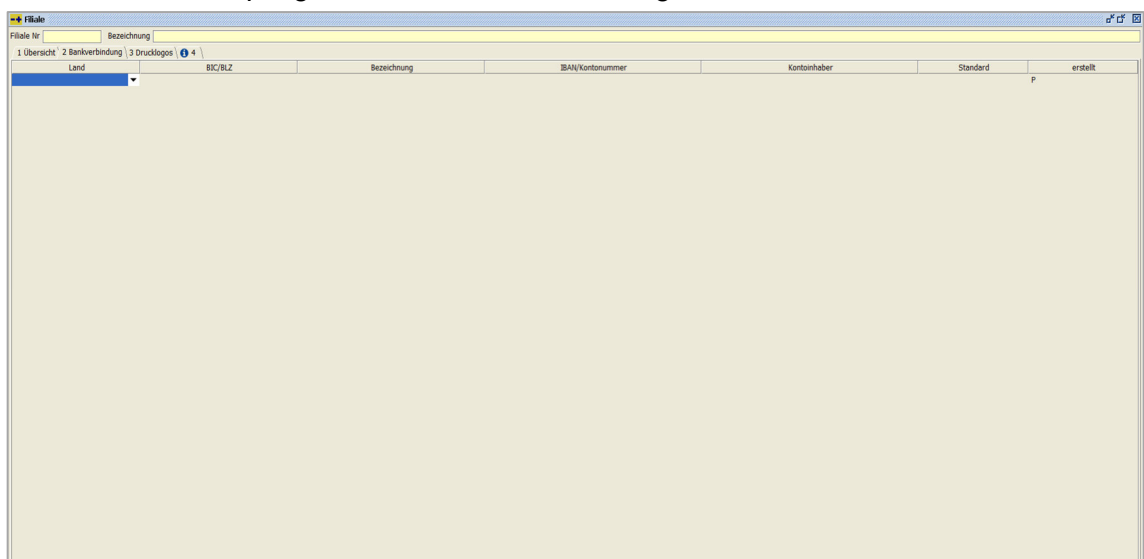 Filiale
Filiale Nr Bezeichnung
1 Übersicht 2 Bankverbindung 3 Drucklogos 4
Land BIC/BLZ Bezeichnung IBAN/Kontonummer Kontoinhaber Standard erstellt
P